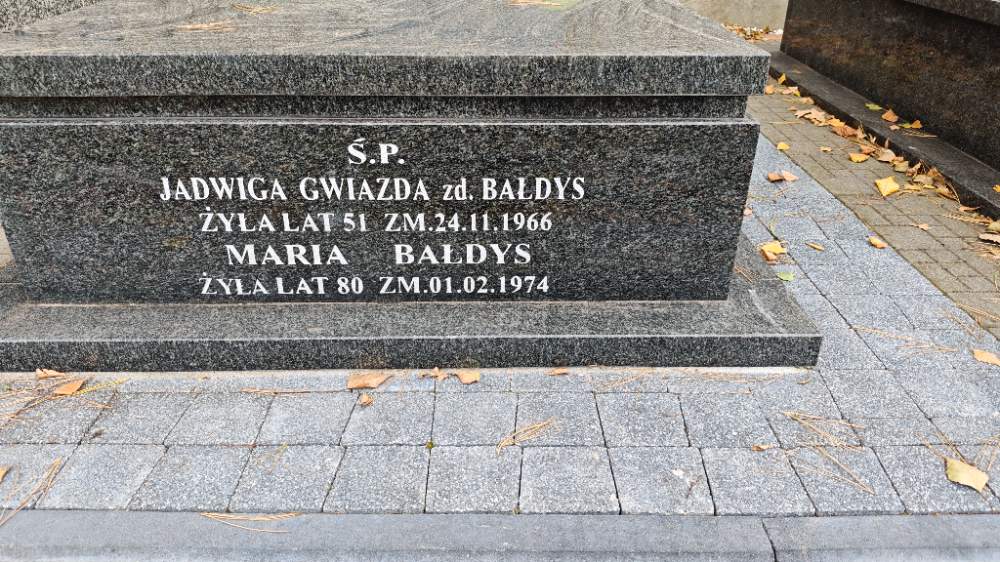 Ś.P.
JADWIGA GWIAZDA zd. BAŁDYS
ŻYŁA LAT 51 ZM.24.11.1966
MARIA BAŁDYS
ŻYŁA LAT 80 ZM.01.02.1974